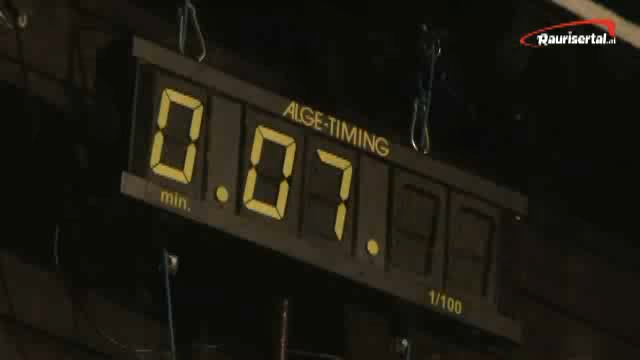 Raurisertal.at
ALGE-TIMING
0.07.
min.
1/100